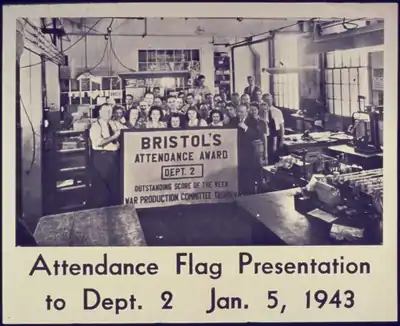 BRISTOL'S
ATTENDANCE AWARD
DEPT. 2
OUTSTANDING SCORE OF THE WEEK
WAR PRODUCTION COMMITTEE
Attendance Flag Presentation
to Dept. 2 Jan. 5, 1943